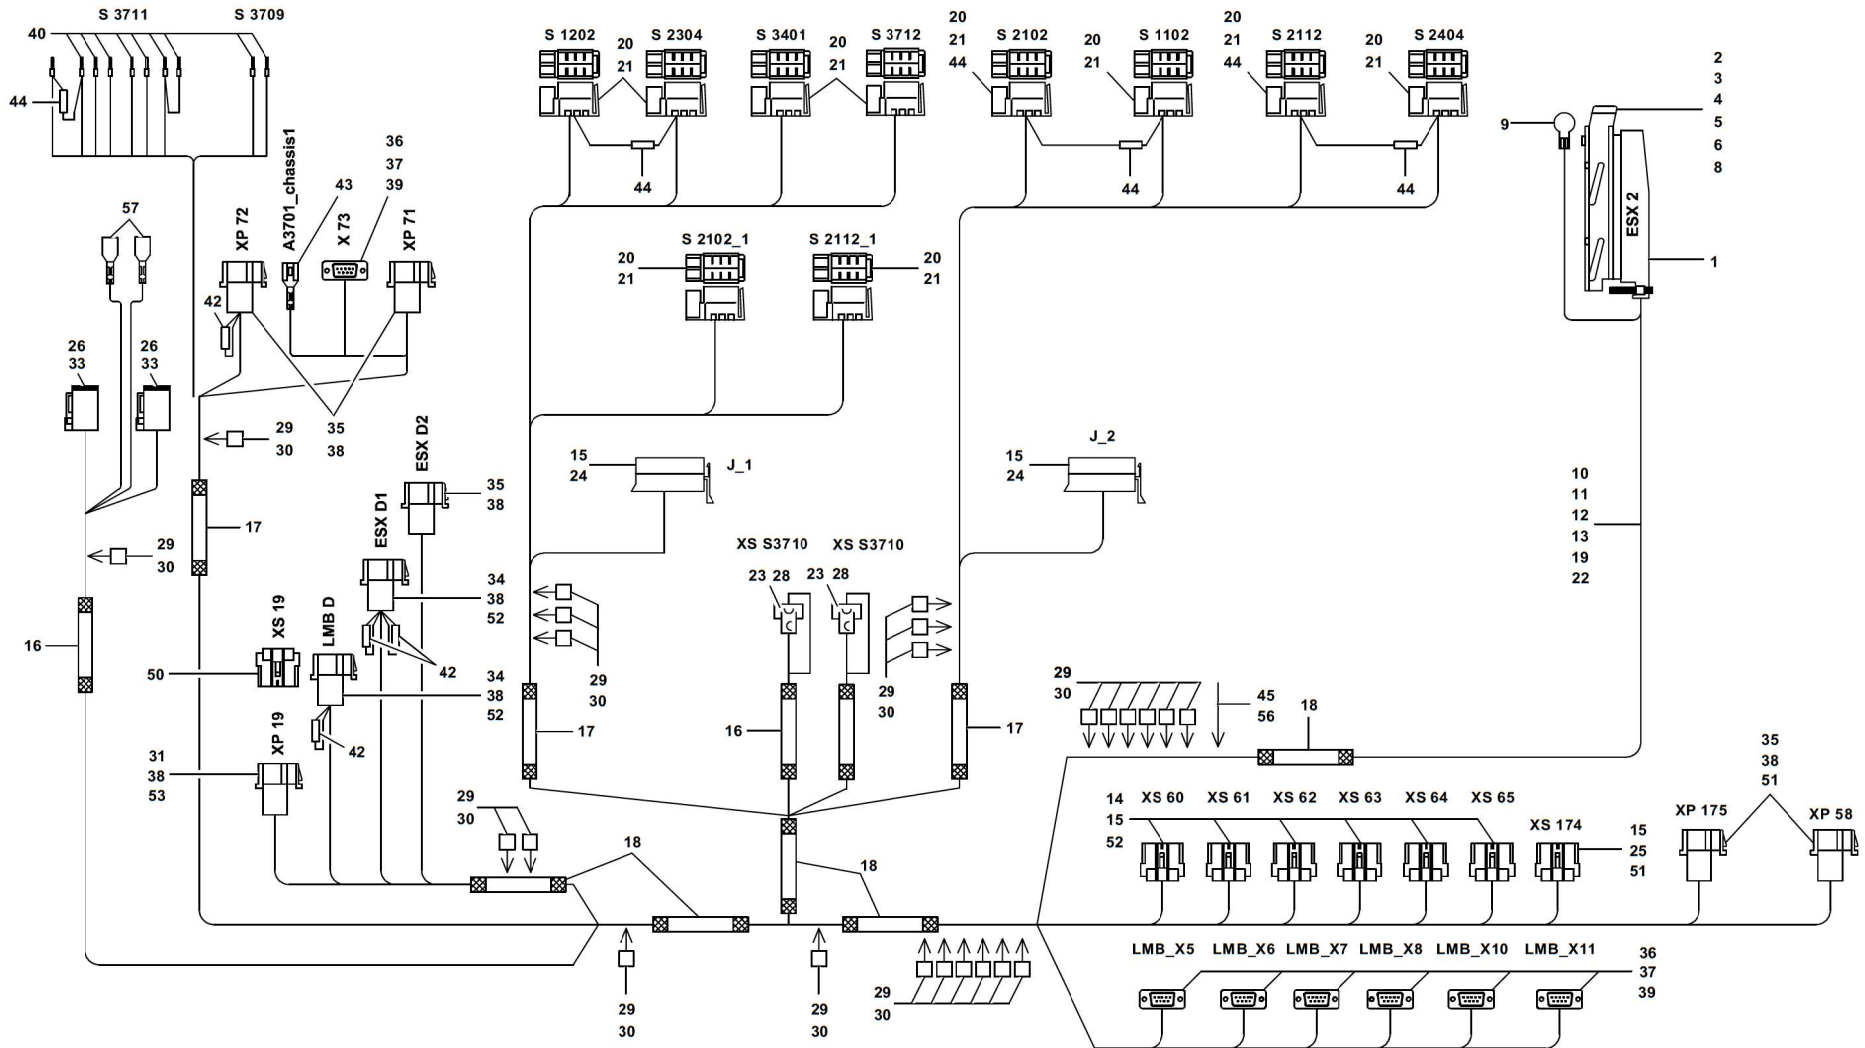 S 3711
S 3709
40
44
S 1202
S 2304
S 3401
S 3712
20
21
20
21
44
20
21
44
S 2102
S 1102
20
21
44
20
21
44
S 2112
S 2404
20
21
44
9
2
3
4
5
6
8
ESX 2
1
57
XP 72
A3701_chassis1
43
X 73
36
37
39
XP 71
42
26
33
26
33
29
30
35
38
S 2102_1
S 2112_1
20
21
20
21
ESX D2
35
38
15
24
J_1
15
24
J_2
10
11
12
13
19
22
17
29
30
ESX D1
34
38
52
XS S3710
XS S3710
23 28
23 28
16
XS 19
50
LMB D
42
34
38
52
29
30
29
30
XP 19
42
31
38
53
17
16
17
29
30
45
56
18
29
30
18
18
14
15
52
XS 60
XS 61
XS 62
XS 63
XS 64
XS 65
XS 174
15
25
51
XP 175
35
38
51
XP 58
29
30
29
30
29
30
LMB_X5
LMB_X6
LMB_X7
LMB_X8
LMB_X10
LMB_X11
36
37
39